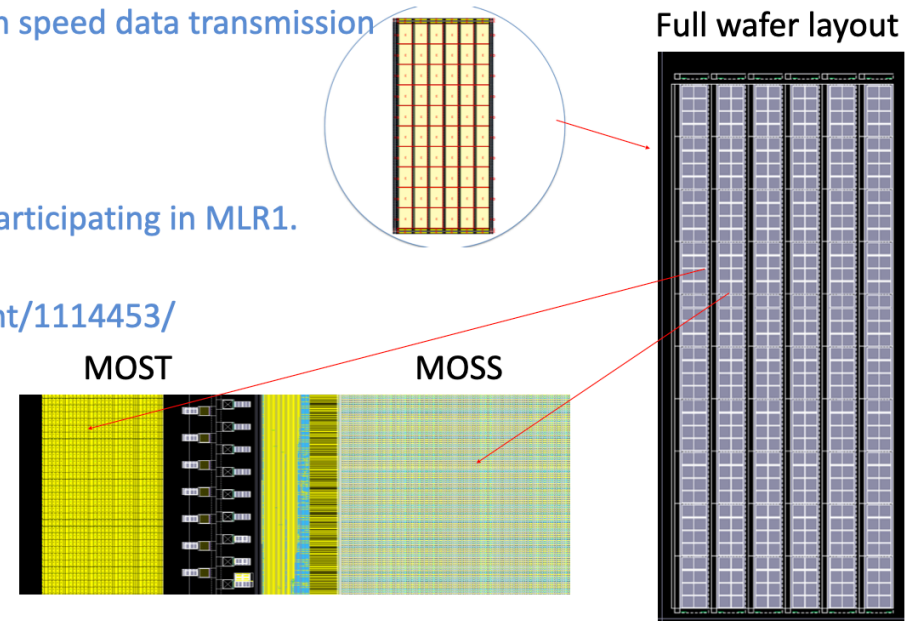 n speed data transmission
Full wafer layout
articipating in MLR1.
nt/1114453/
MOST
MOSS